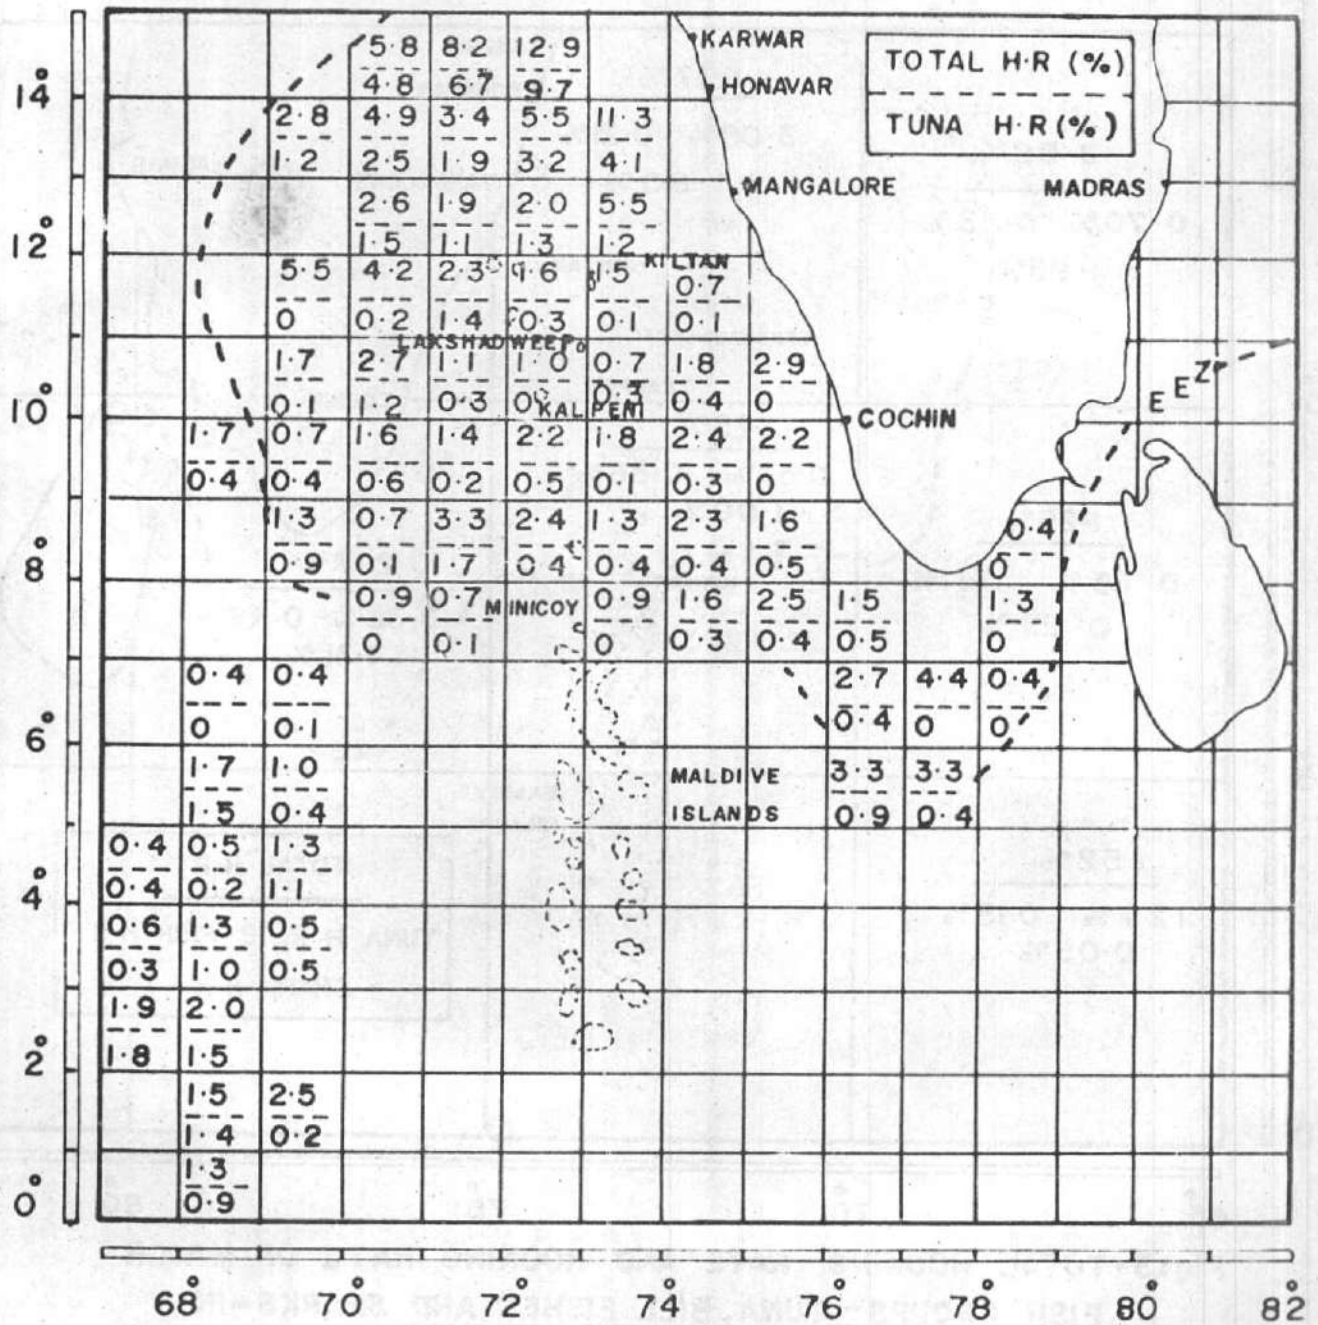 5.8 8.2 12.9 KARWAR TOTAL H.R (%)
4.8 6.7 9.7 HONAVAR
14°
2.8 4.9 3.4 5.5 11.3 TUNA H.R (%)
1.2 2.5 1.9 3.2 4.1
MANGALORE MADRAS
2.6 1.9 2.0 5.5
1.5 1.1 1.3 1.2
12°
KILTAN
5.5 4.2 2.3 1.6 1.5 0.7
0 0.2 1.4 0.3 0.1 0.1
LAKSHADWEEP
1.7 2.7 1.1 1.0 0.7 1.8 2.9
E E Z
0.1 1.2 0.3 0 0.3 0.4 0
KALPENI
10°
COCHIN
1.7 0.7 1.6 1.4 2.2 1.8 2.4 2.2
0.4 0.4 0.6 0.2 0.5 0.1 0.3 0
1.3 0.7 3.3 2.4 1.3 2.3 1.6 0.4
0.9 0.1 1.7 0.4 0.4 0.4 0.5 0
8°
0.9 0.7 MINICOY 0.9 1.6 2.5 1.5 1.3
0 0.1 0 0.3 0.4 0.5 0
0.4 0.4 2.7 4.4 0.4
0 0.1 0.4 0 0
6°
1.7 1.0 MALDIVE 3.3 3.3
1.5 0.4 ISLANDS 0.9 0.4
0.4 0.5 1.3
0.4 0.2 1.1
4°
0.6 1.3 0.5
0.3 1.0 0.5
1.9 2.0
1.8 1.5
2°
1.5 2.5
1.4 0.2
1.3
0.9
0°
68° 70° 72° 74° 76° 78° 80° 82°